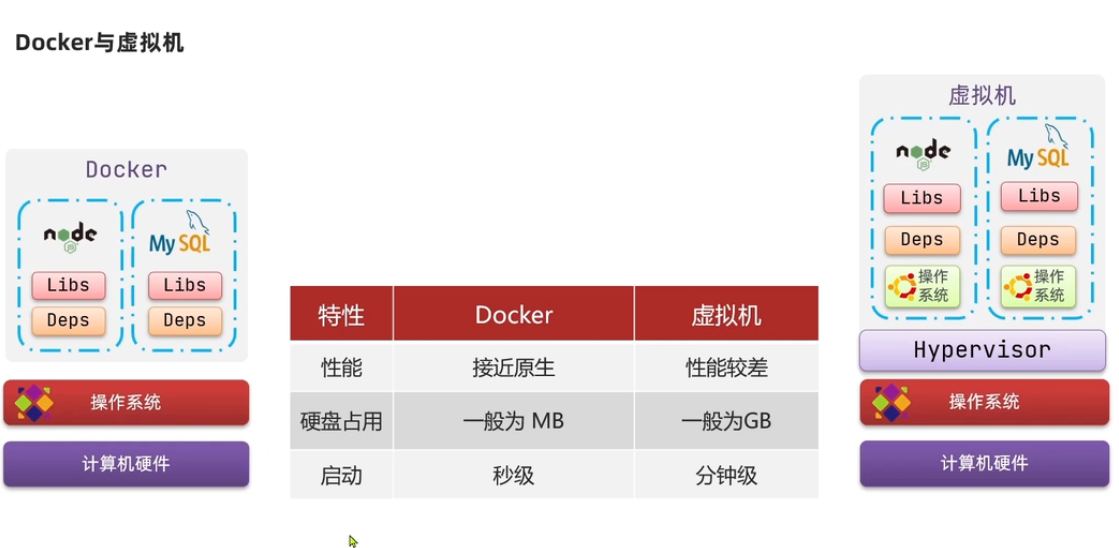 Docker与虚拟机
Docker
node
JS
MySQL
Libs
Libs
Deps
Deps
操作系统
计算机硬件
特性 Docker 虚拟机
性能 接近原生 性能较差
硬盘占用 一般为 MB 一般为GB
启动 秒级 分钟级
虚拟机
node
JS
MySQL
Libs
Libs
Deps
Deps
操作
系统
操作
系统
Hypervisor
操作系统
计算机硬件